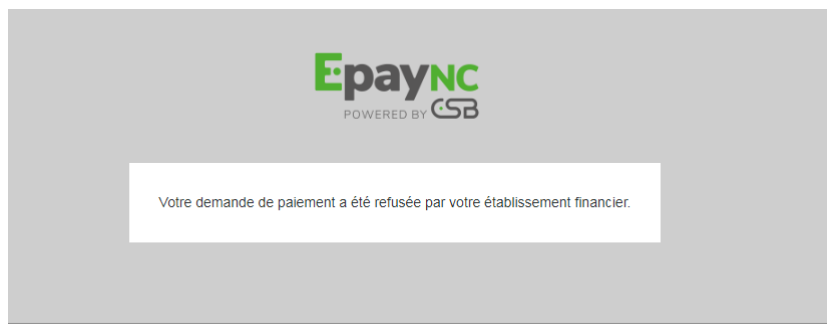 EpayNC
POWERED BY CSB
Votre demande de paiement a été refusée par votre établissement financier.